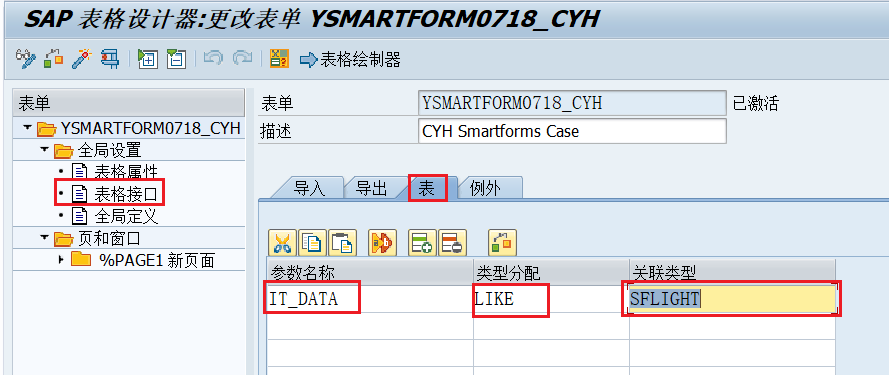 SAP 表格设计器:更改表单 YSMARTFORM0718_CYH
表格绘制器
表单
YSMARTFORM0718_CYH
全局设置
表格属性
表格接口
全局定义
页和窗口
%PAGE1 新页面
表单 YSMARTFORM0718_CYH 已激活
描述 CYH Smartforms Case
导入 导出 表 例外
参数名称 类型分配 关联类型
IT_DATA LIKE SFLIGHT